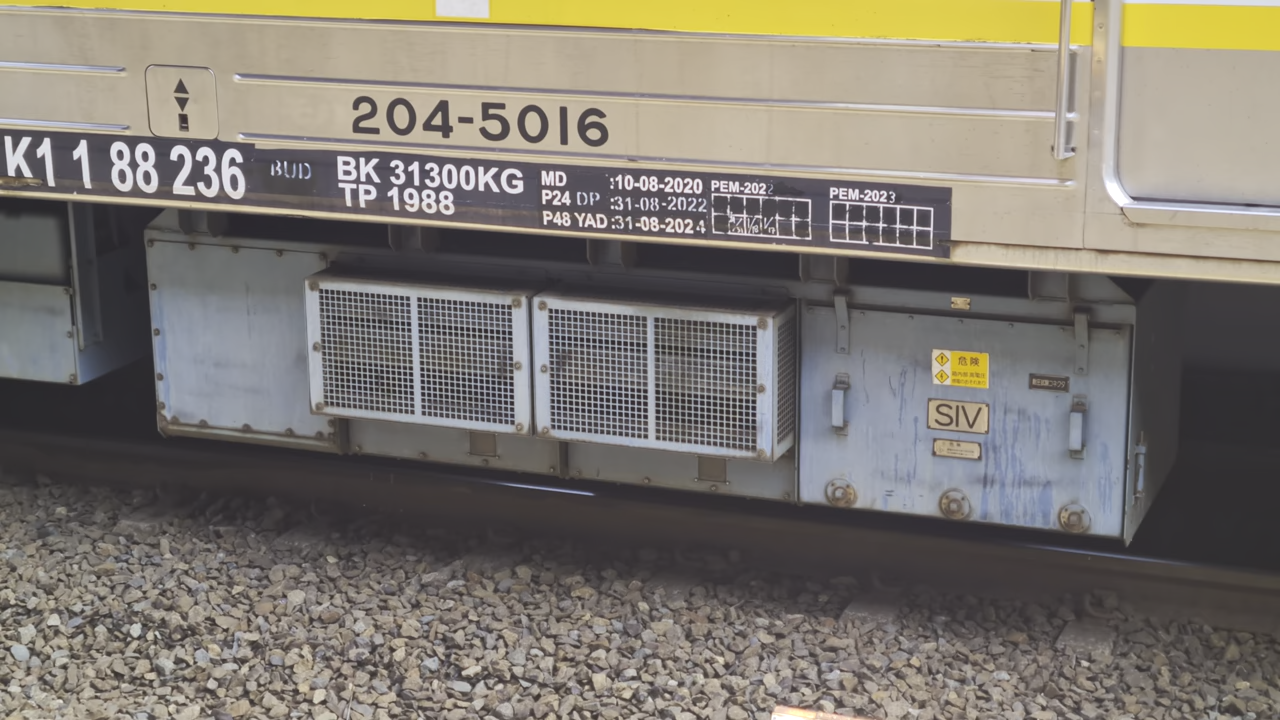 204-5016
K1 1 88 236
BUD
BK 31300KG
TP 1988
MD :10-08-2020
P24 DP :31-08-2022
P48 YAD :31-08-2024
PEM-2022
PEM-2023
危険
SIV